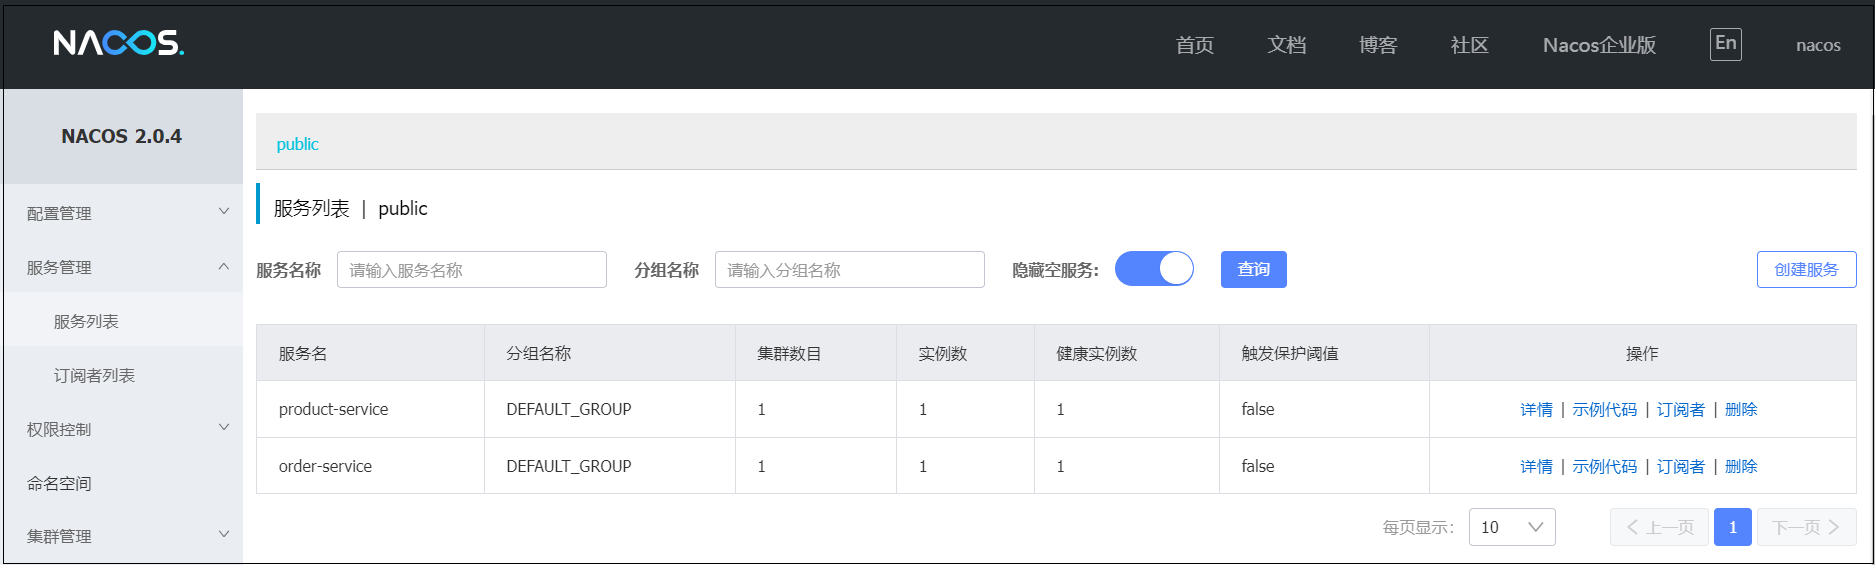 NACOS. 首页 文档 博客 社区 Nacos企业版 En nacos
NACOS 2.0.4
配置管理
服务管理
服务列表
订阅者列表
权限控制
命名空间
集群管理
public
服务列表 | public
服务名称 请输入服务名称 分组名称 请输入分组名称 隐藏空服务: 查询 创建服务
服务名 分组名称 集群数目 实例数 健康实例数 触发保护阈值 操作
product-service DEFAULT_GROUP 1 1 1 false 详情 | 示例代码 | 订阅者 | 删除
order-service DEFAULT_GROUP 1 1 1 false 详情 | 示例代码 | 订阅者 | 删除
每页显示: 10 上一页 1 下一页